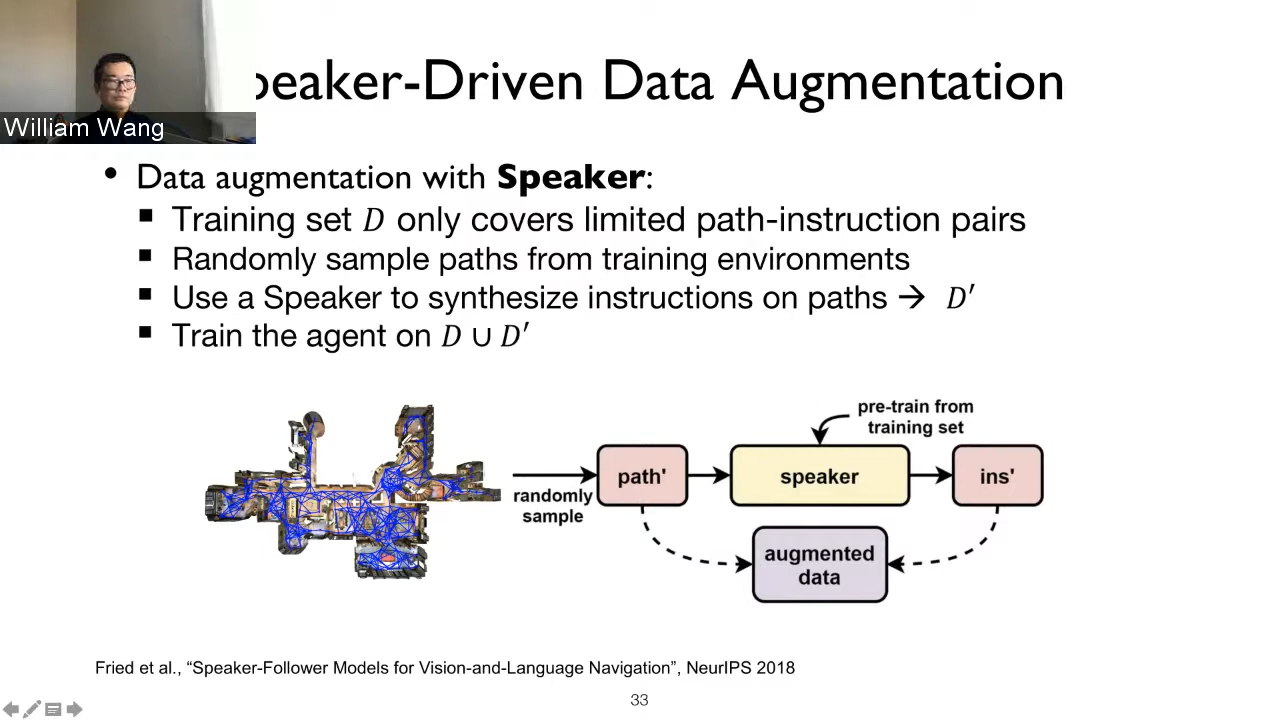 peaker-Driven Data Augmentation
William Wang
• Data augmentation with Speaker:
▪ Training set D only covers limited path-instruction pairs
▪ Randomly sample paths from training environments
▪ Use a Speaker to synthesize instructions on paths → D′
▪ Train the agent on D ∪ D′
pre-train from
training set
path'
speaker
ins'
randomly
sample
augmented
data
Fried et al., “Speaker-Follower Models for Vision-and-Language Navigation”, NeurIPS 2018
33